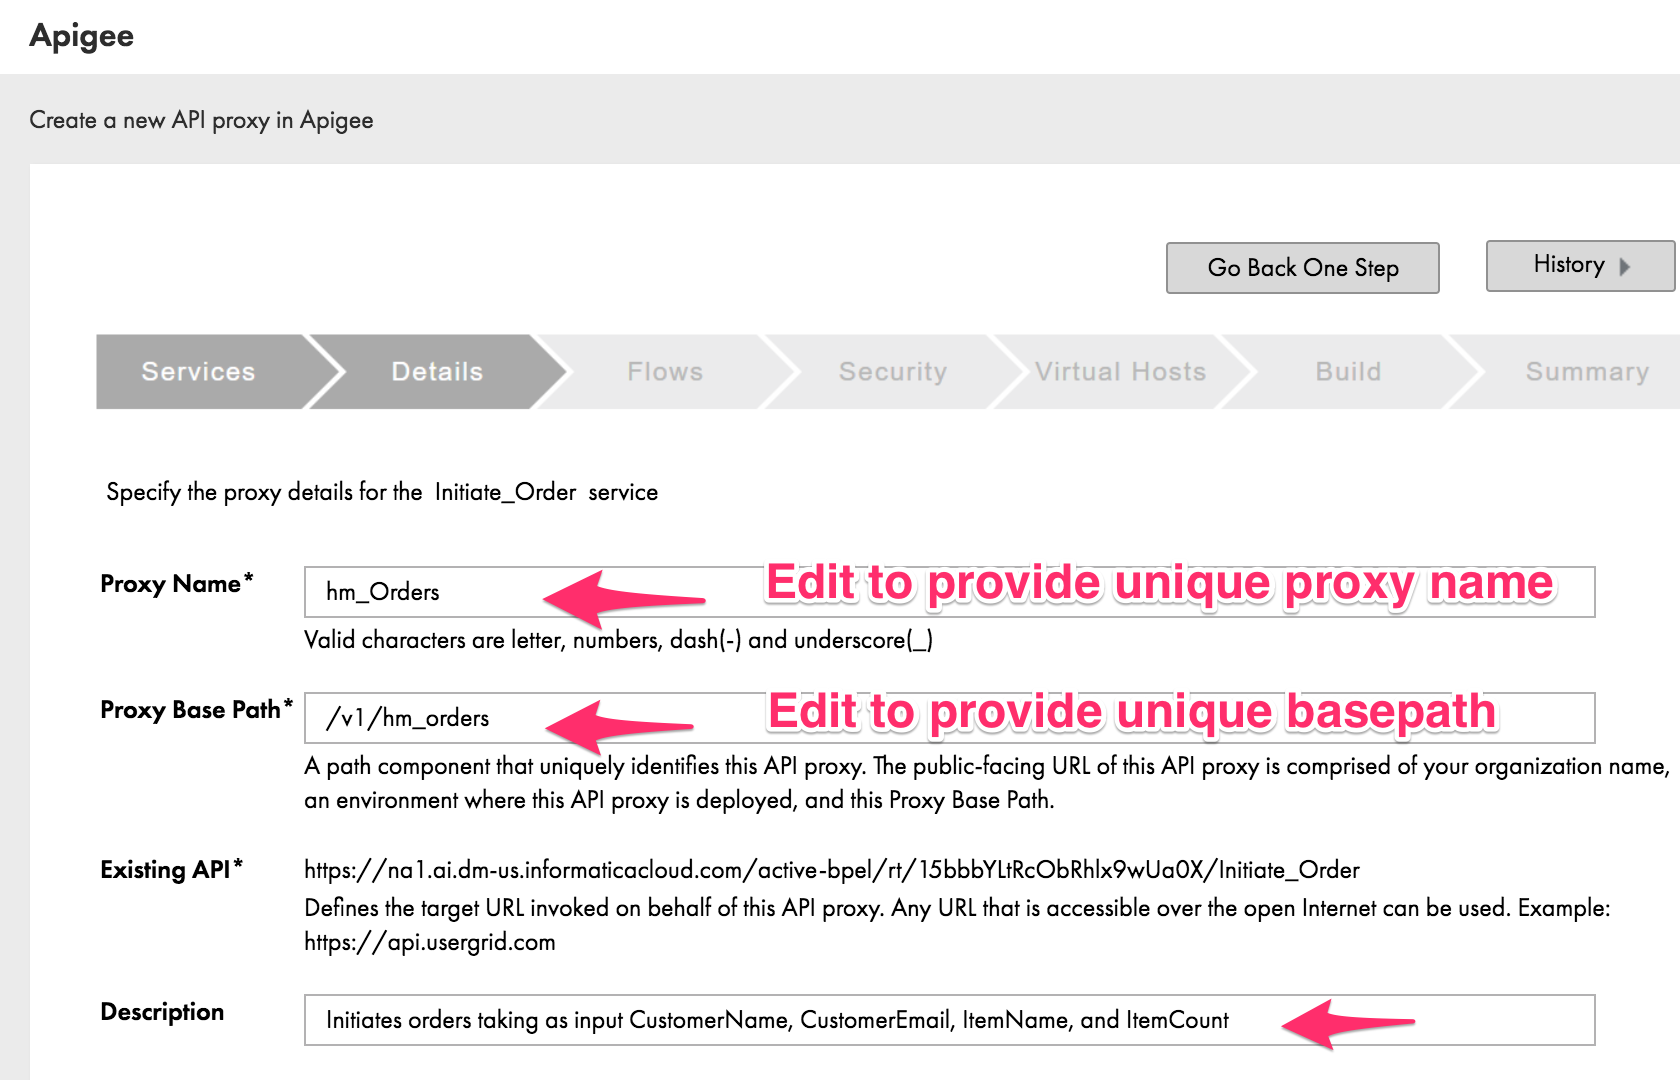 Apigee
Create a new API proxy in Apigee
Go Back One Step
History
Services
Details
Flows
Security
Virtual Hosts
Build
Summary
Specify the proxy details for the Initiate_Order service
Proxy Name*
hm_Orders
Edit to provide unique proxy name
Valid characters are letter, numbers, dash(-) and underscore(_)
Proxy Base Path*
/v1/hm_orders
Edit to provide unique basepath
A path component that uniquely identifies this API proxy. The public-facing URL of this API proxy is comprised of your organization name,
an environment where this API proxy is deployed, and this Proxy Base Path.
Existing API*
https://na1.ai.dm-us.informaticacloud.com/active-bpel/rt/15bbbYLtRcObRhlx9wUa0X/Initiate_Order
Defines the target URL invoked on behalf of this API proxy. Any URL that is accessible over the open Internet can be used. Example:
https://api.usergrid.com
Description
Initiates orders taking as input CustomerName, CustomerEmail, ItemName, and ItemCount